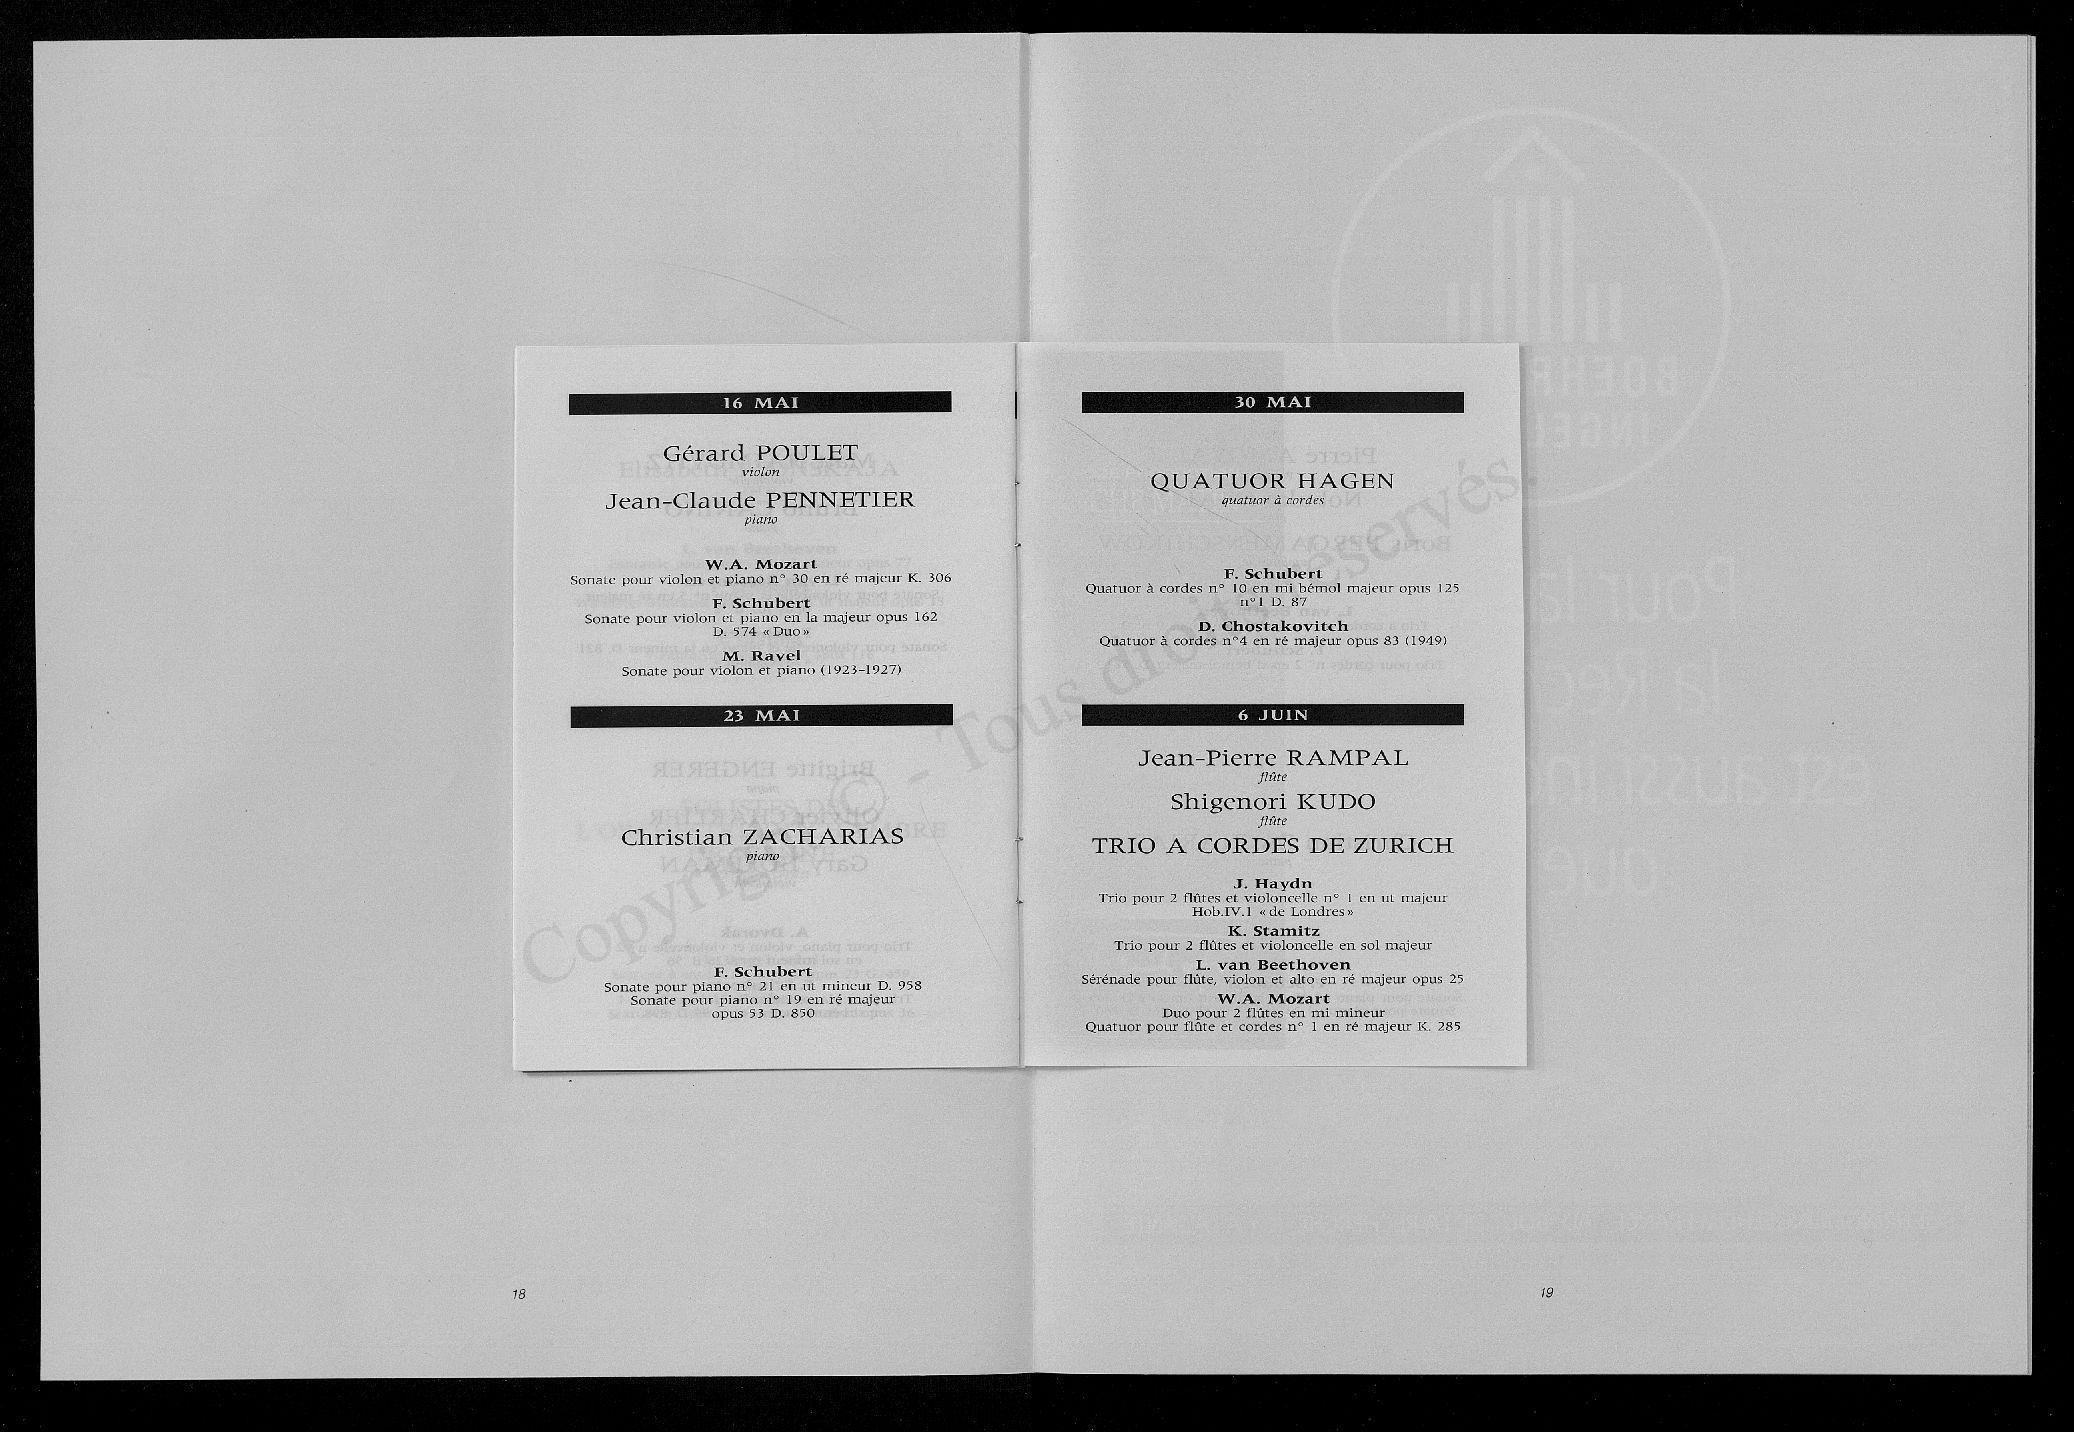 16 MAI
Gérard POULET
violon
Jean-Claude PENNETIER
piano
W.A. Mozart
Sonate pour violon et piano n° 30 en ré majeur K. 306
F. Schubert
Sonate pour violon et piano en la majeur opus 162
D. 574 «Duo»
M. Ravel
Sonate pour violon et piano (1923-1927)
23 MAI
Christian ZACHARIAS
piano
F. Schubert
Sonate pour piano n° 21 en ut mineur D. 958
Sonate pour piano n° 19 en ré majeur
opus 53 D. 850
18
30 MAI
QUATUOR HAGEN
quatuor à cordes
F. Schubert
Quatuor à cordes n° 10 en mi bémol majeur opus 125
n°1 D. 87
D. Chostakovitch
Quatuor à cordes n°4 en ré majeur opus 83 (1949)
6 JUIN
Jean-Pierre RAMPAL
flûte
Shigenori KUDO
flûte
TRIO A CORDES DE ZURICH
J. Haydn
Trio pour 2 flûtes et violoncelle n° 1 en ut majeur
Hob.IV.1 «de Londres»
K. Stamitz
Trio pour 2 flûtes et violoncelle en sol majeur
L. van Beethoven
Sérénade pour flûte, violon et alto en ré majeur opus 25
W.A. Mozart
Duo pour 2 flûtes en mi mineur
Quatuor pour flûte et cordes n° 1 en ré majeur K. 285
19
Copyright © - Tous droits réservés.